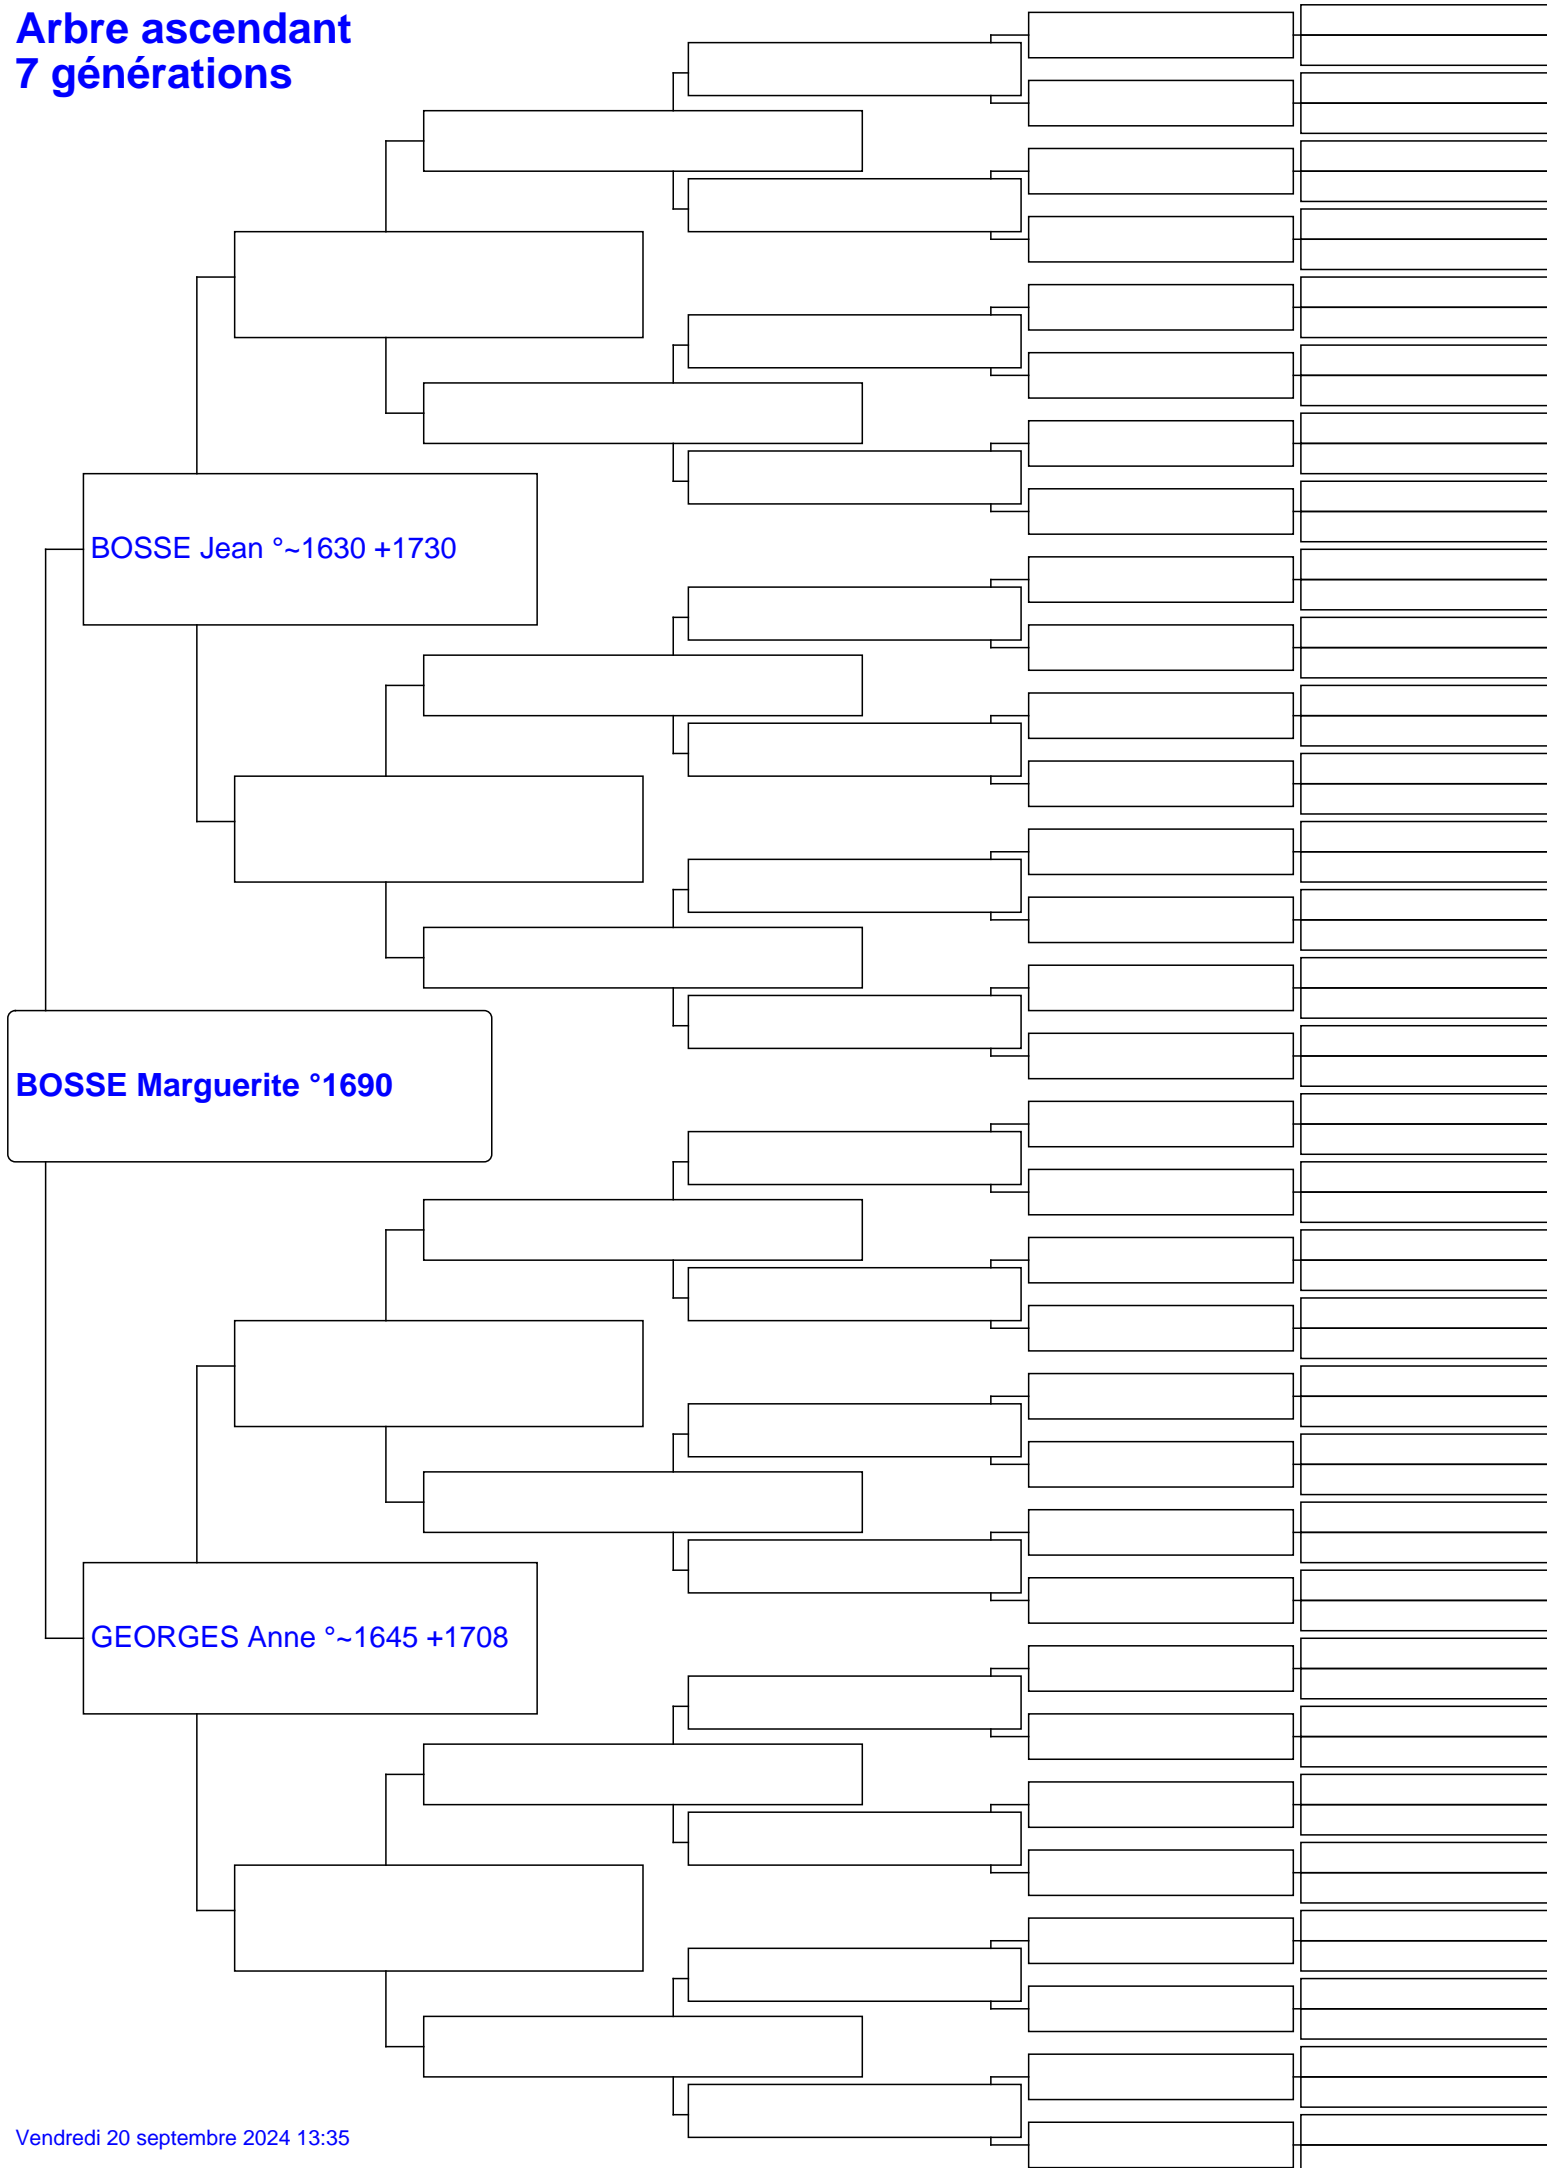 Arbre ascendant
7 générations
BOSSE Jean °~1630 +1730
BOSSE Marguerite °1690
GEORGES Anne °~1645 +1708
Vendredi 20 septembre 2024 13:35